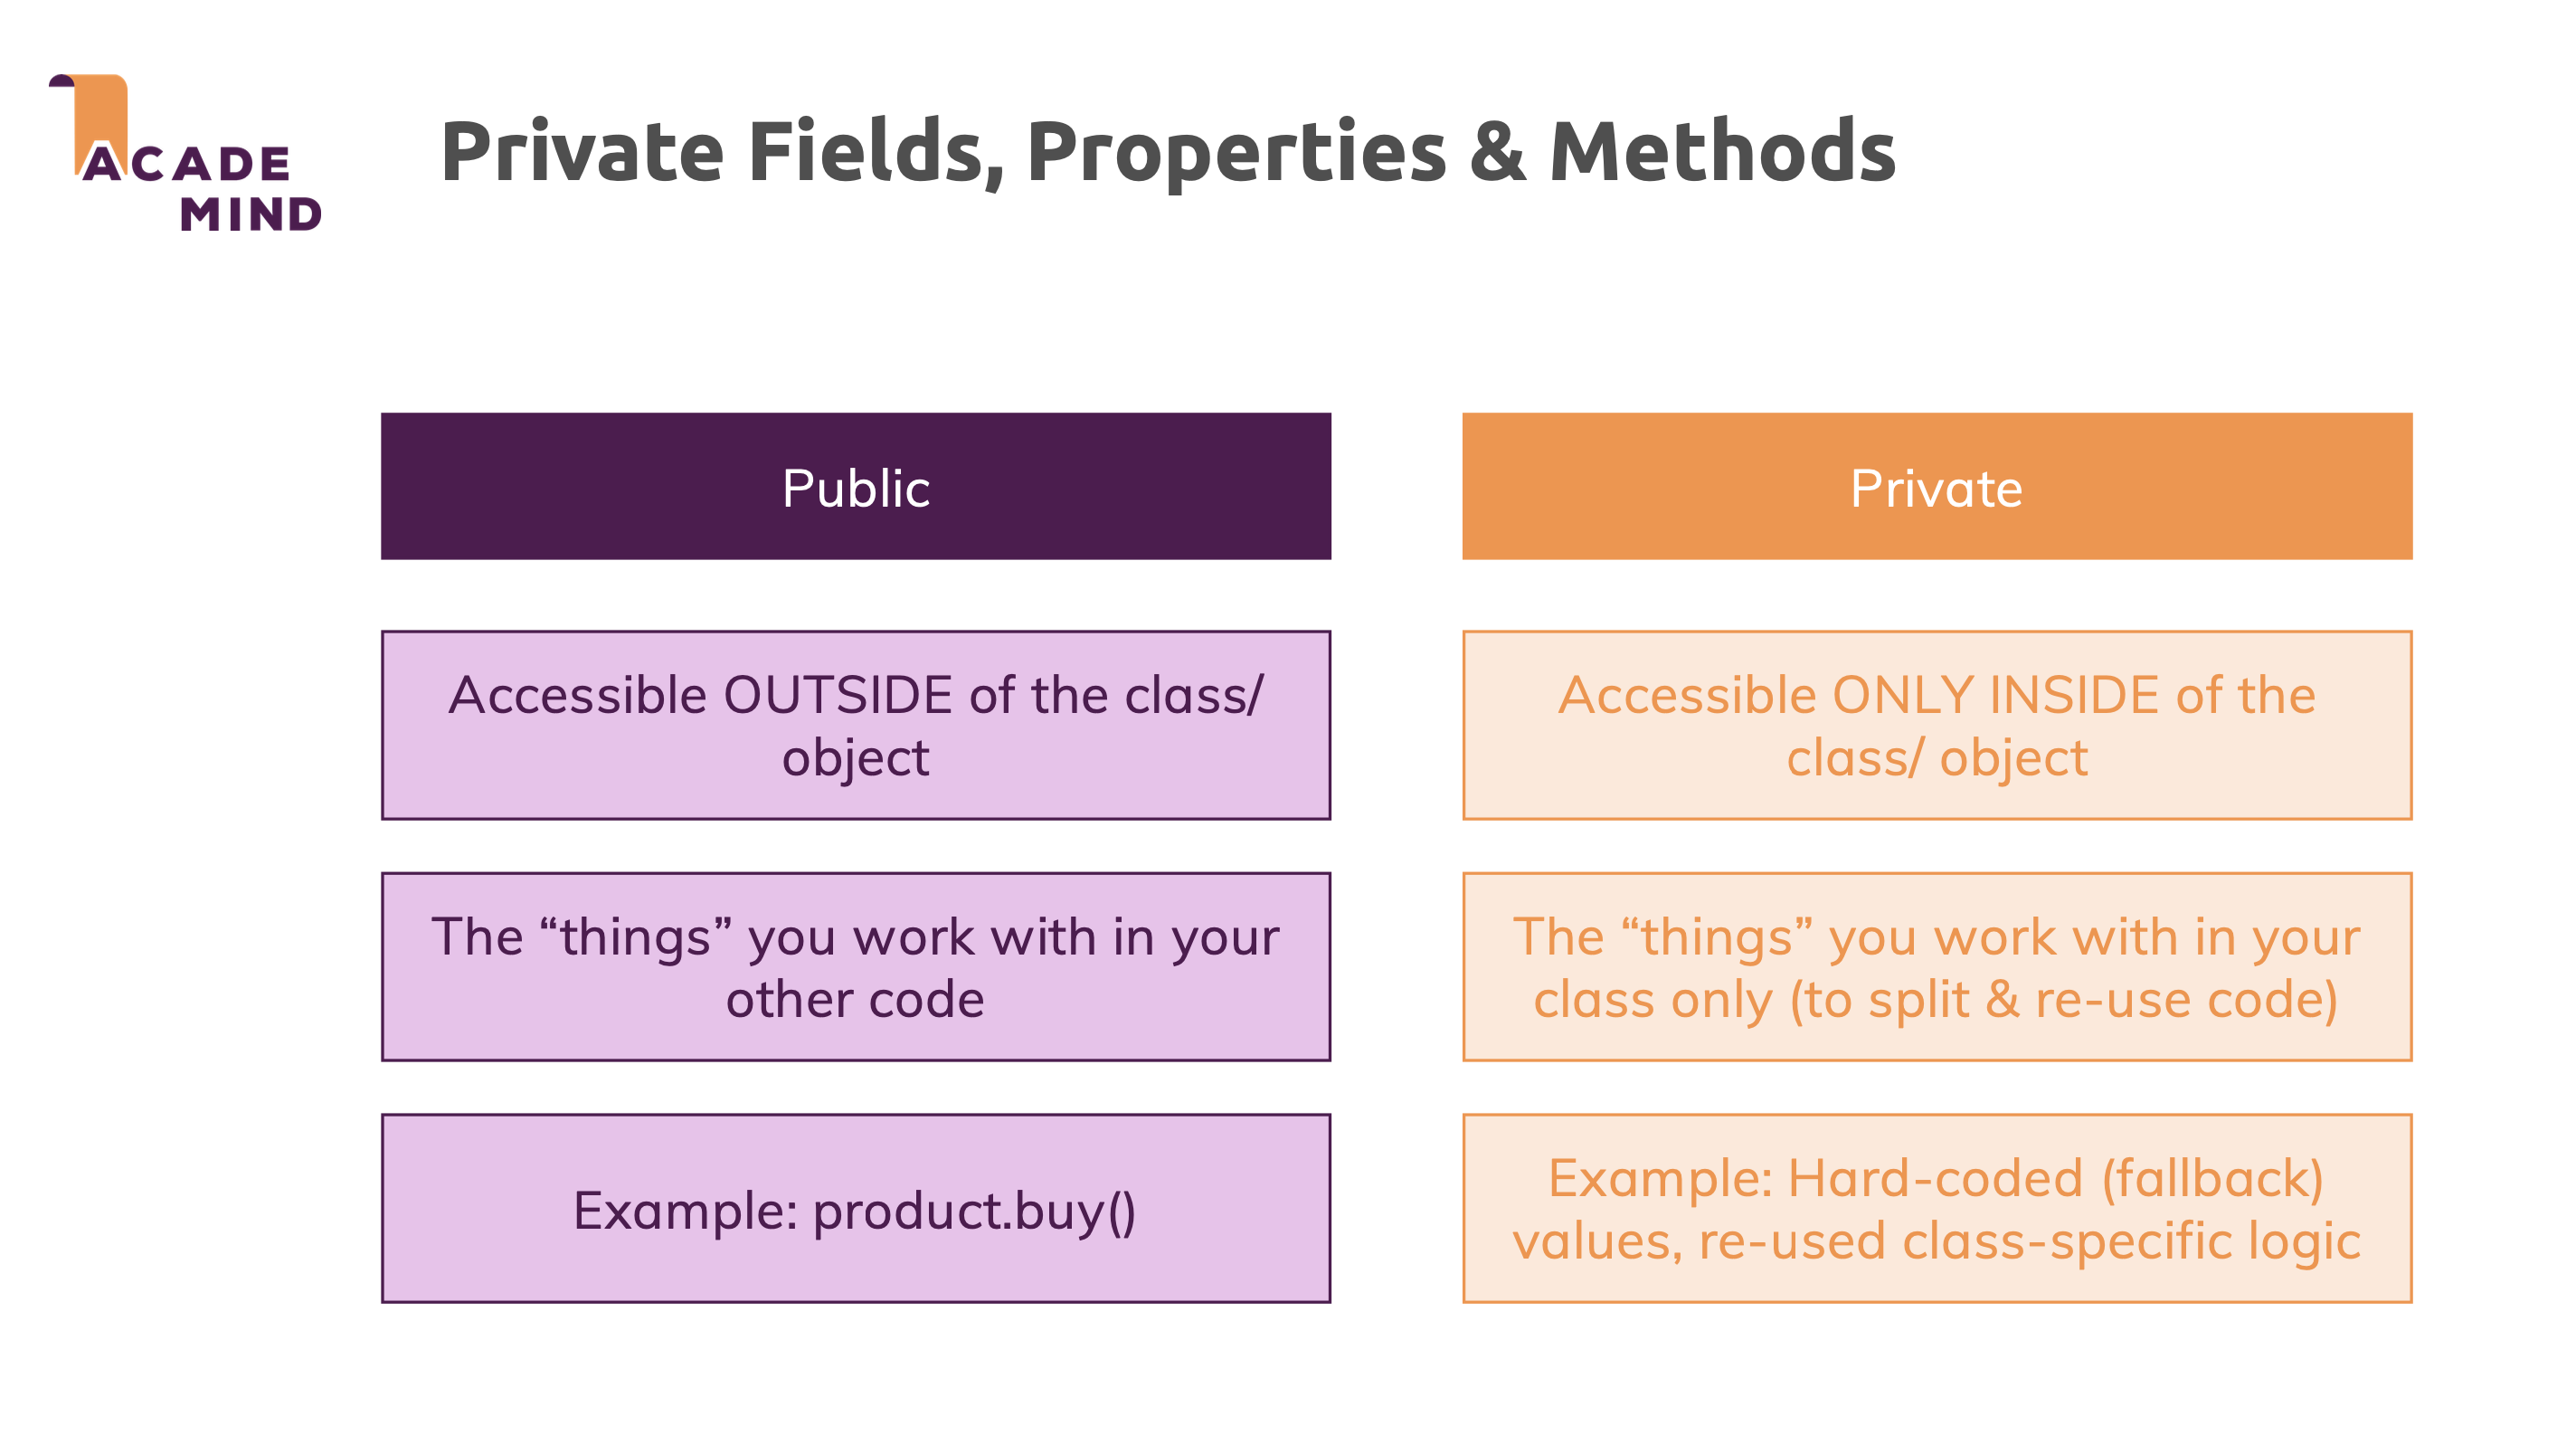 ACADE
MIND
Private Fields, Properties & Methods
Public
Accessible OUTSIDE of the class/
object
The “things” you work with in your
other code
Example: product.buy()
Private
Accessible ONLY INSIDE of the
class/ object
The “things” you work with in your
class only (to split & re-use code)
Example: Hard-coded (fallback)
values, re-used class-specific logic